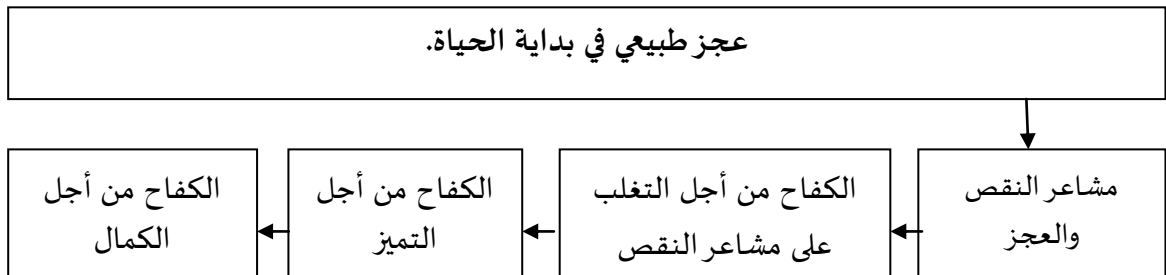 عجز طبيعي في بداية الحياة.
مشاعر النقص
والعجز
الكفاح من أجل التغلب
على مشاعر النقص
الكفاح من أجل
التميز
الكفاح من أجل
الكمال